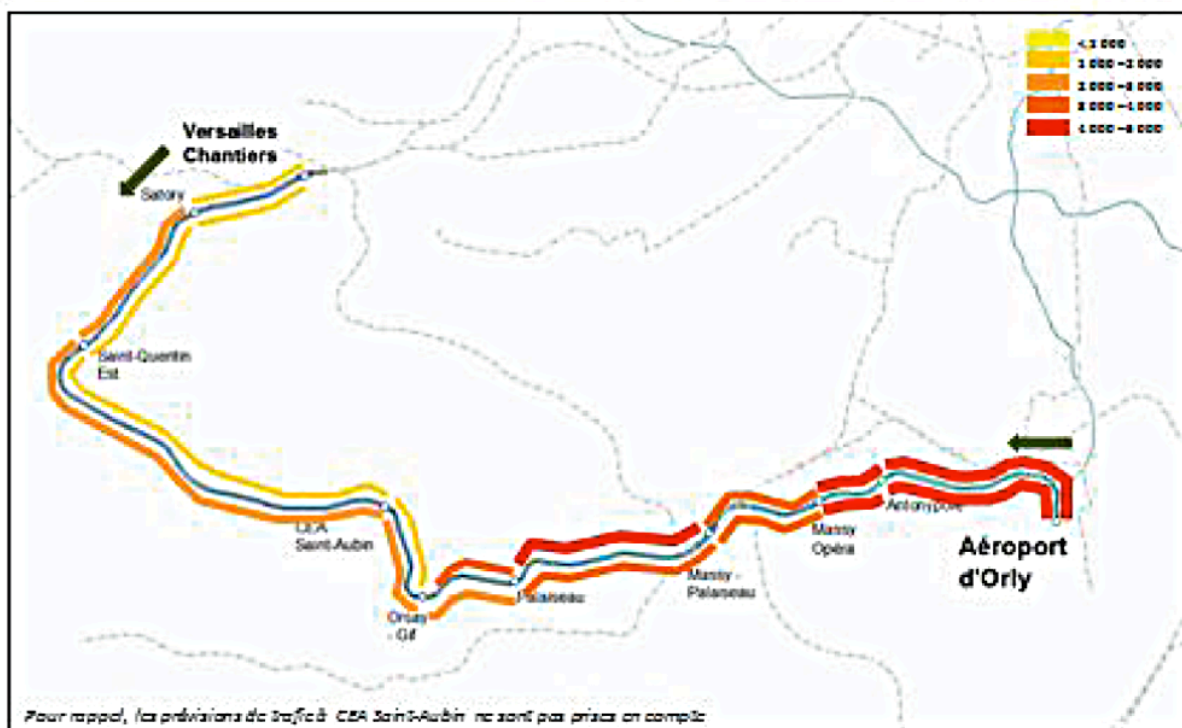 Versailles
Chantiers
Satory
Saint-Quentin
Est
CEA
Saint-Aubin
Orsay
- Gif
Palaiseau
Massy -
Palaiseau
Massy
Opéra
Antonypole
Aéroport
d'Orly
Pour rappel, les prévisions de trafic à CEA Saint-Aubin ne sont pas prises en compte